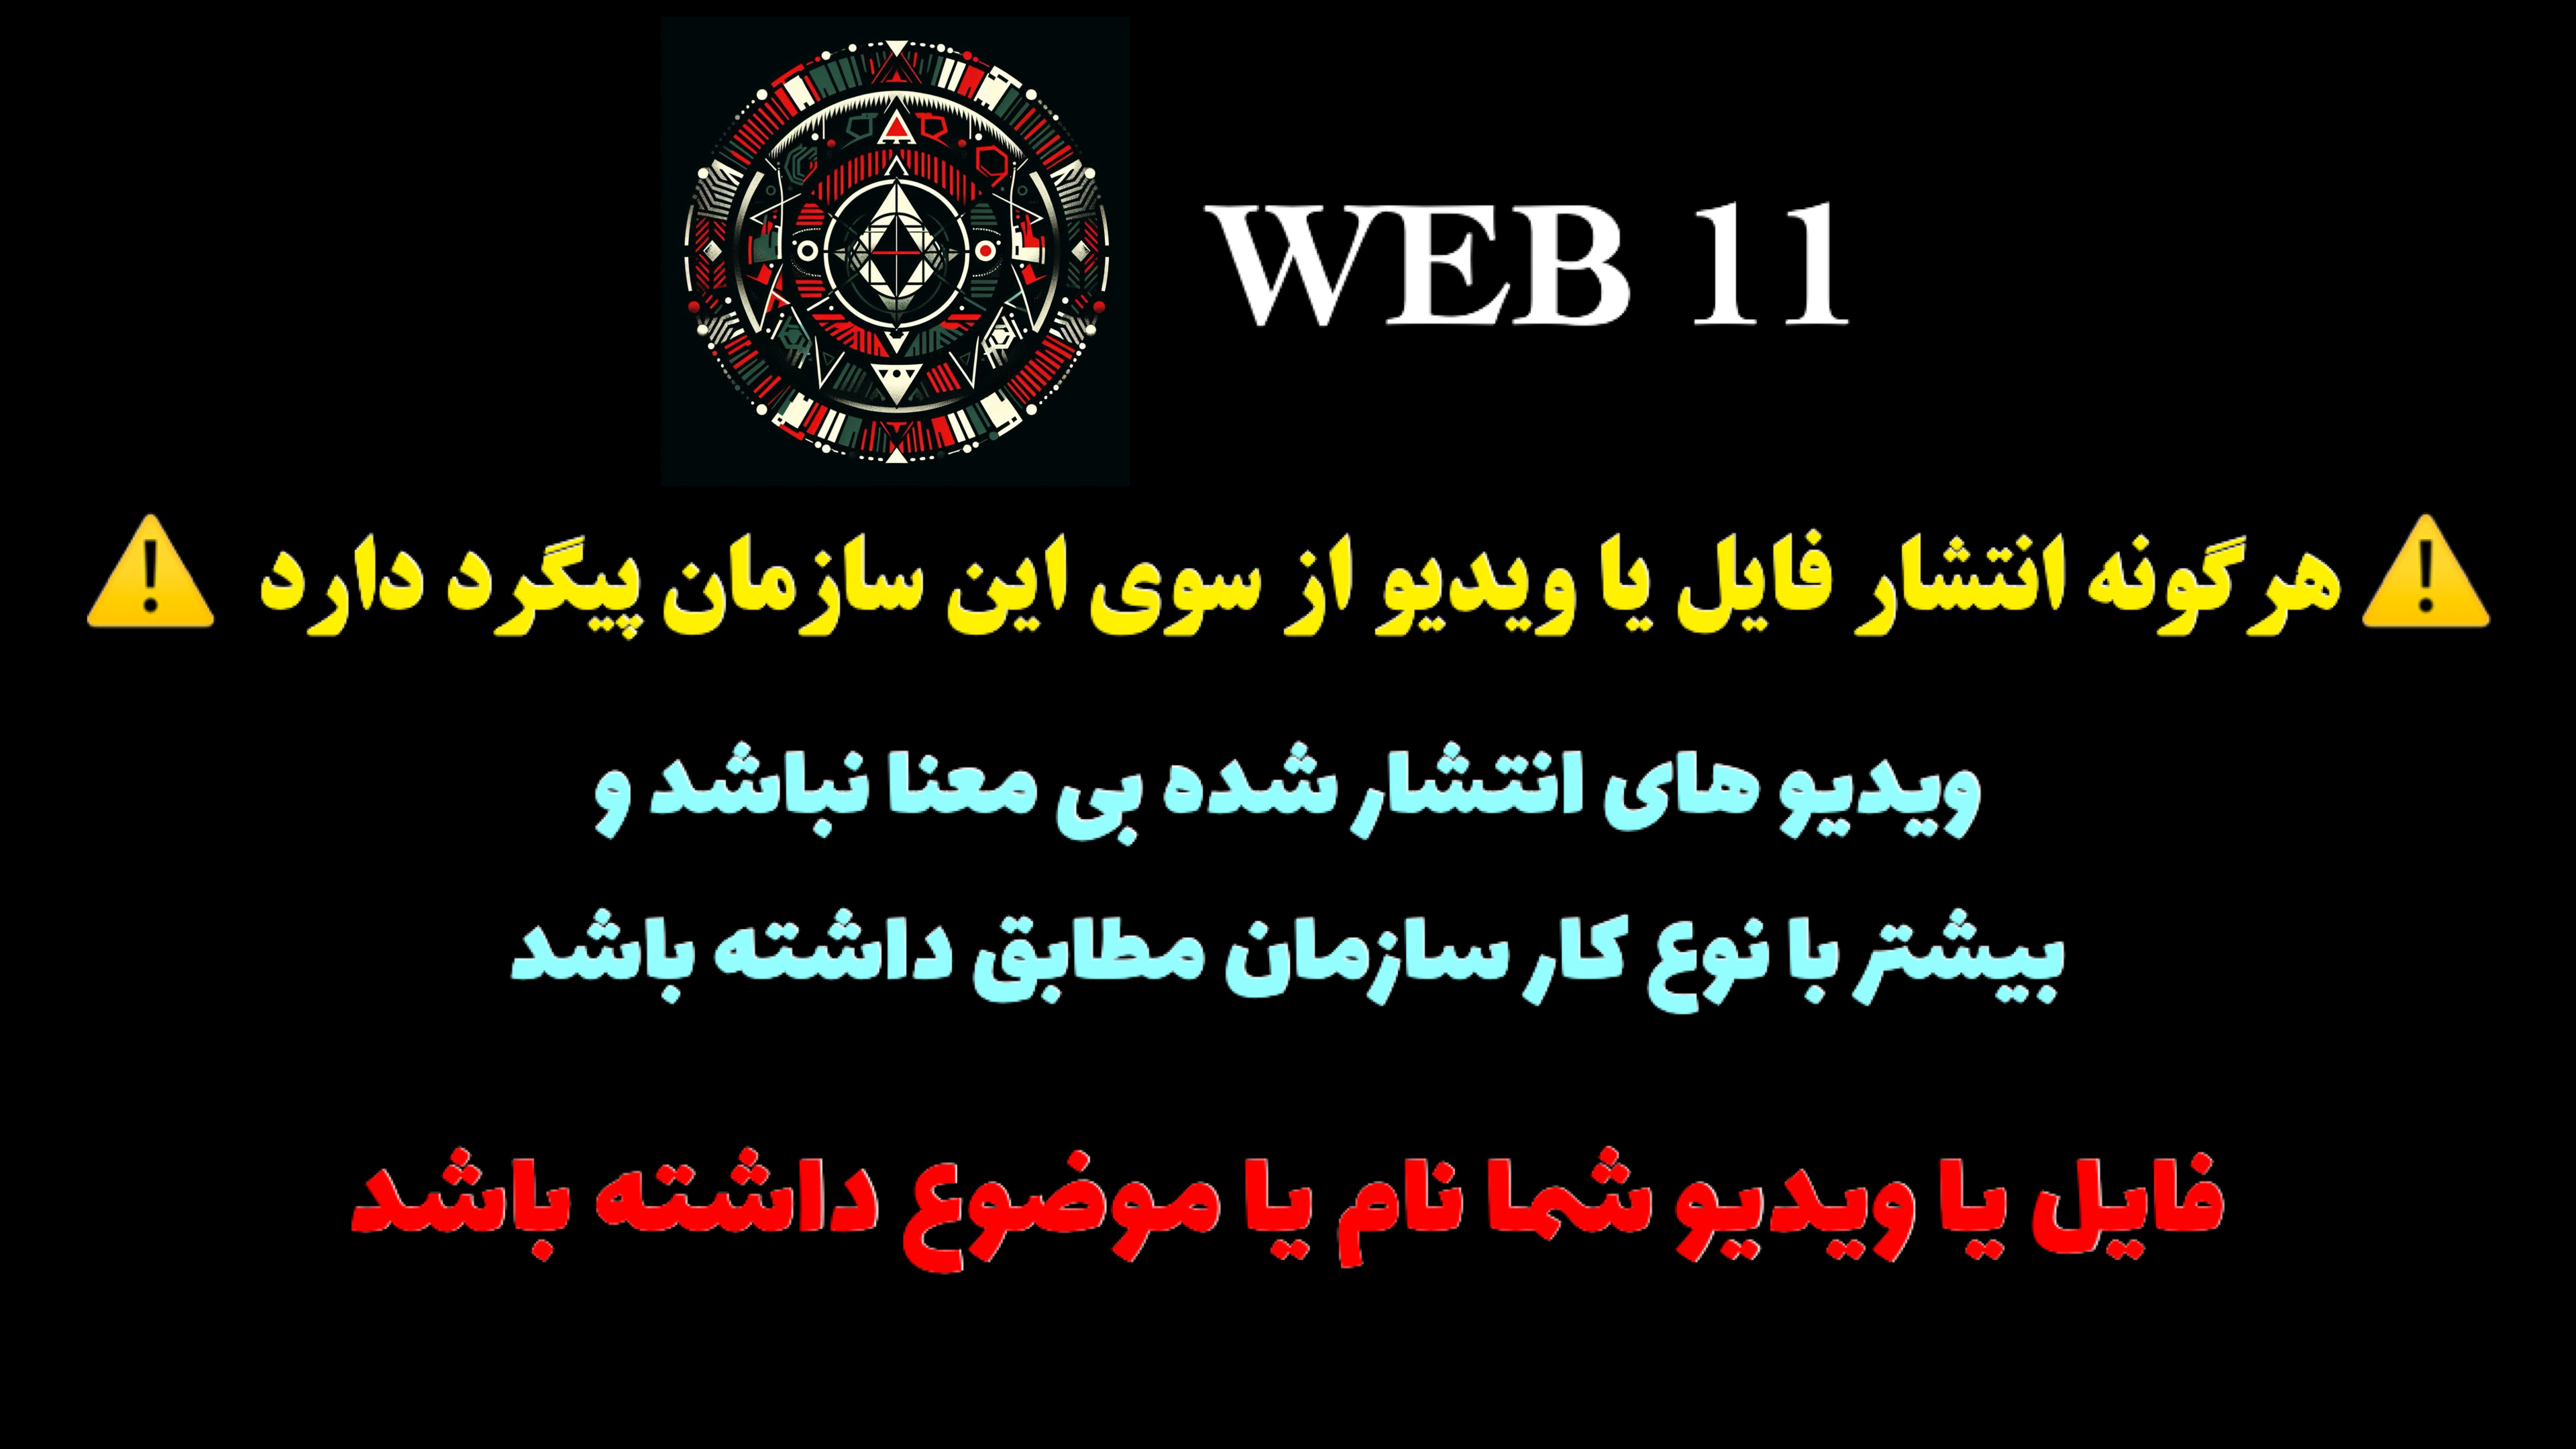 WEB 11
⚠️ هرگونه انتشار فایل یا ویدیو از سوی این سازمان پیگرد دارد ⚠️
ویدیو های انتشار شده بی معنا نباشد و
بیشتر با نوع کار سازمان مطابق داشته باشد
فایل یا ویدیو شما نام یا موضوع داشته باشد